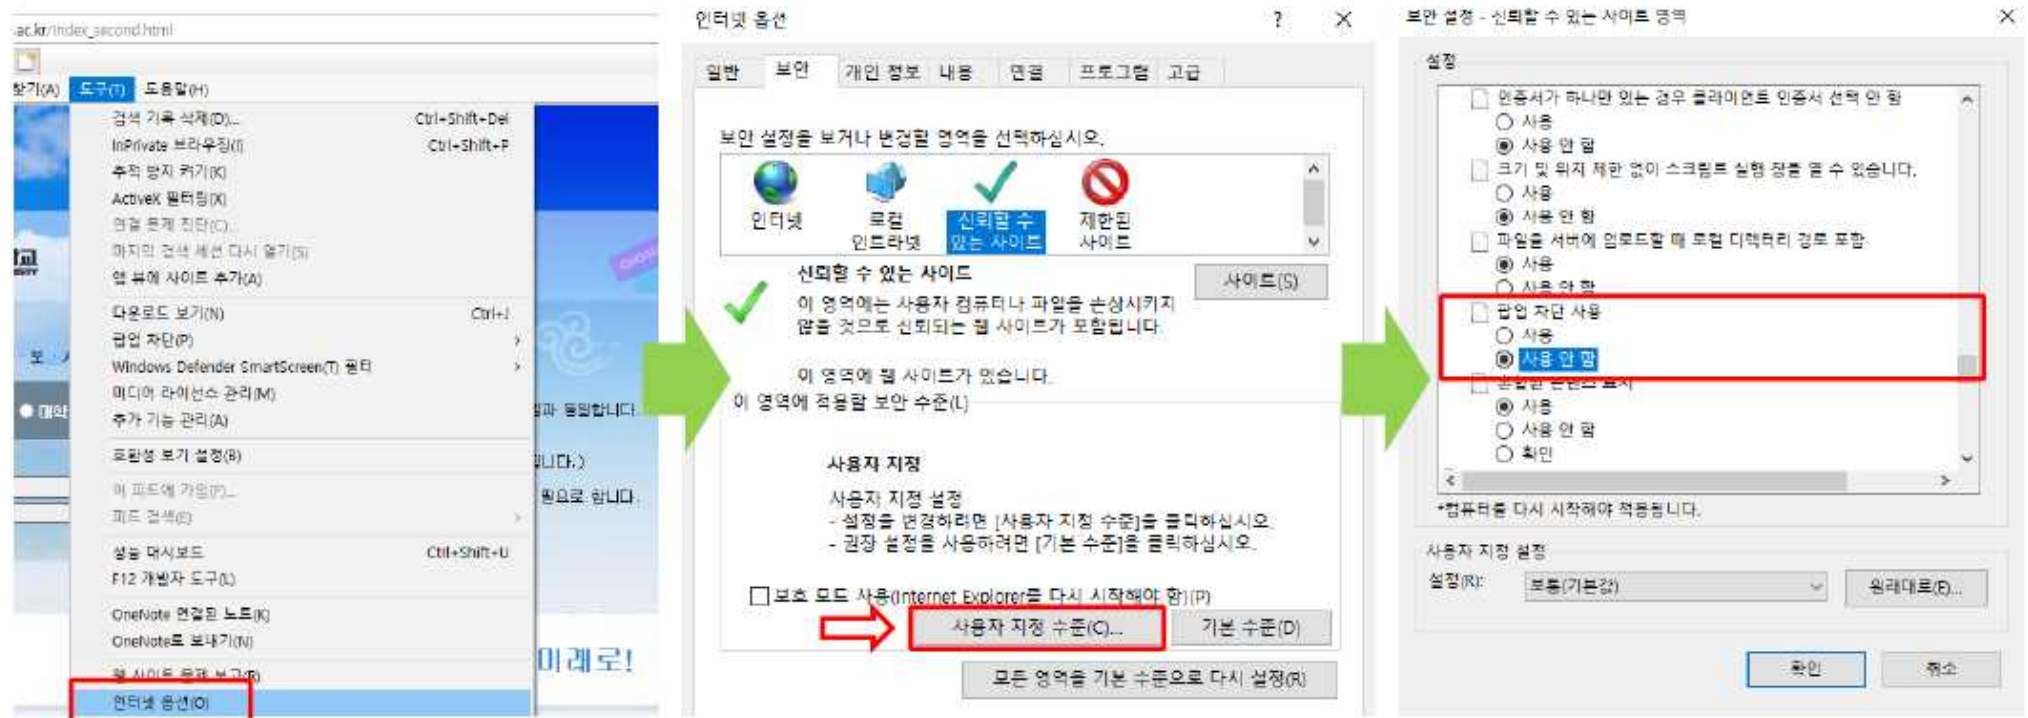 .ac.kr/index_second.html
찾기(A) 도구(T) 도움말(H)
검색 기록 삭제(D)... Ctrl+Shift+Del
InPrivate 브라우징(I) Ctrl+Shift+P
추적 방지 켜기(K)
ActiveX 필터링(X)
연결 문제 진단(C)...
마지막 검색 세션 다시 열기(S)
앱 뷰에 사이트 추가(A)
다운로드 보기(N) Ctrl+J
팝업 차단(P)
Windows Defender SmartScreen(T) 필터
미디어 라이선스 관리(M)
추가 기능 관리(A)
호환성 보기 설정(B)
이 피드에 가입(F)...
피드 검색(E)
성능 대시보드 Ctrl+Shift+U
F12 개발자 도구(L)
OneNote 연결된 노트(K)
OneNote로 보내기(N)
웹 사이트 문제 보고(R)
인터넷 옵션(O)
보
대학
동일합니다.
니다.)
필요로 합니다.
미래로!
인터넷 옵션 ?
일반 보안 개인 정보 내용 연결 프로그램 고급
보안 설정을 보거나 변경할 영역을 선택하십시오.
인터넷 로컬 인트라넷 신뢰할 수 있는 사이트 제한된 사이트
신뢰할 수 있는 사이트 사이트(S)
이 영역에는 사용자 컴퓨터나 파일을 손상시키지
않을 것으로 신뢰되는 웹 사이트가 포함됩니다.
이 영역에 웹 사이트가 있습니다.
이 영역에 적용할 보안 수준(L)
사용자 지정
사용자 지정 설정
- 설정을 변경하려면 [사용자 지정 수준]을 클릭하십시오.
- 권장 설정을 사용하려면 [기본 수준]을 클릭하십시오.
보호 모드 사용(Internet Explorer를 다시 시작해야 함)(P)
사용자 지정 수준(C)... 기본 수준(D)
모든 영역을 기본 수준으로 다시 설정(R)
보안 설정 - 신뢰할 수 있는 사이트 영역
설정
인증서가 하나만 있는 경우 클라이언트 인증서 선택 안 함
사용
사용 안 함
크기 및 위치 제한 없이 스크립트 실행 창을 열 수 있습니다.
사용
사용 안 함
파일을 서버에 업로드할 때 로컬 디렉터리 경로 포함
사용
사용 안 함
팝업 차단 사용
사용
사용 안 함
혼합된 콘텐츠 표시
사용
사용 안 함
확인
*컴퓨터를 다시 시작해야 적용됩니다.
사용자 지정 설정
설정(R): 보통(기본값) 원래대로(E)...
확인 취소